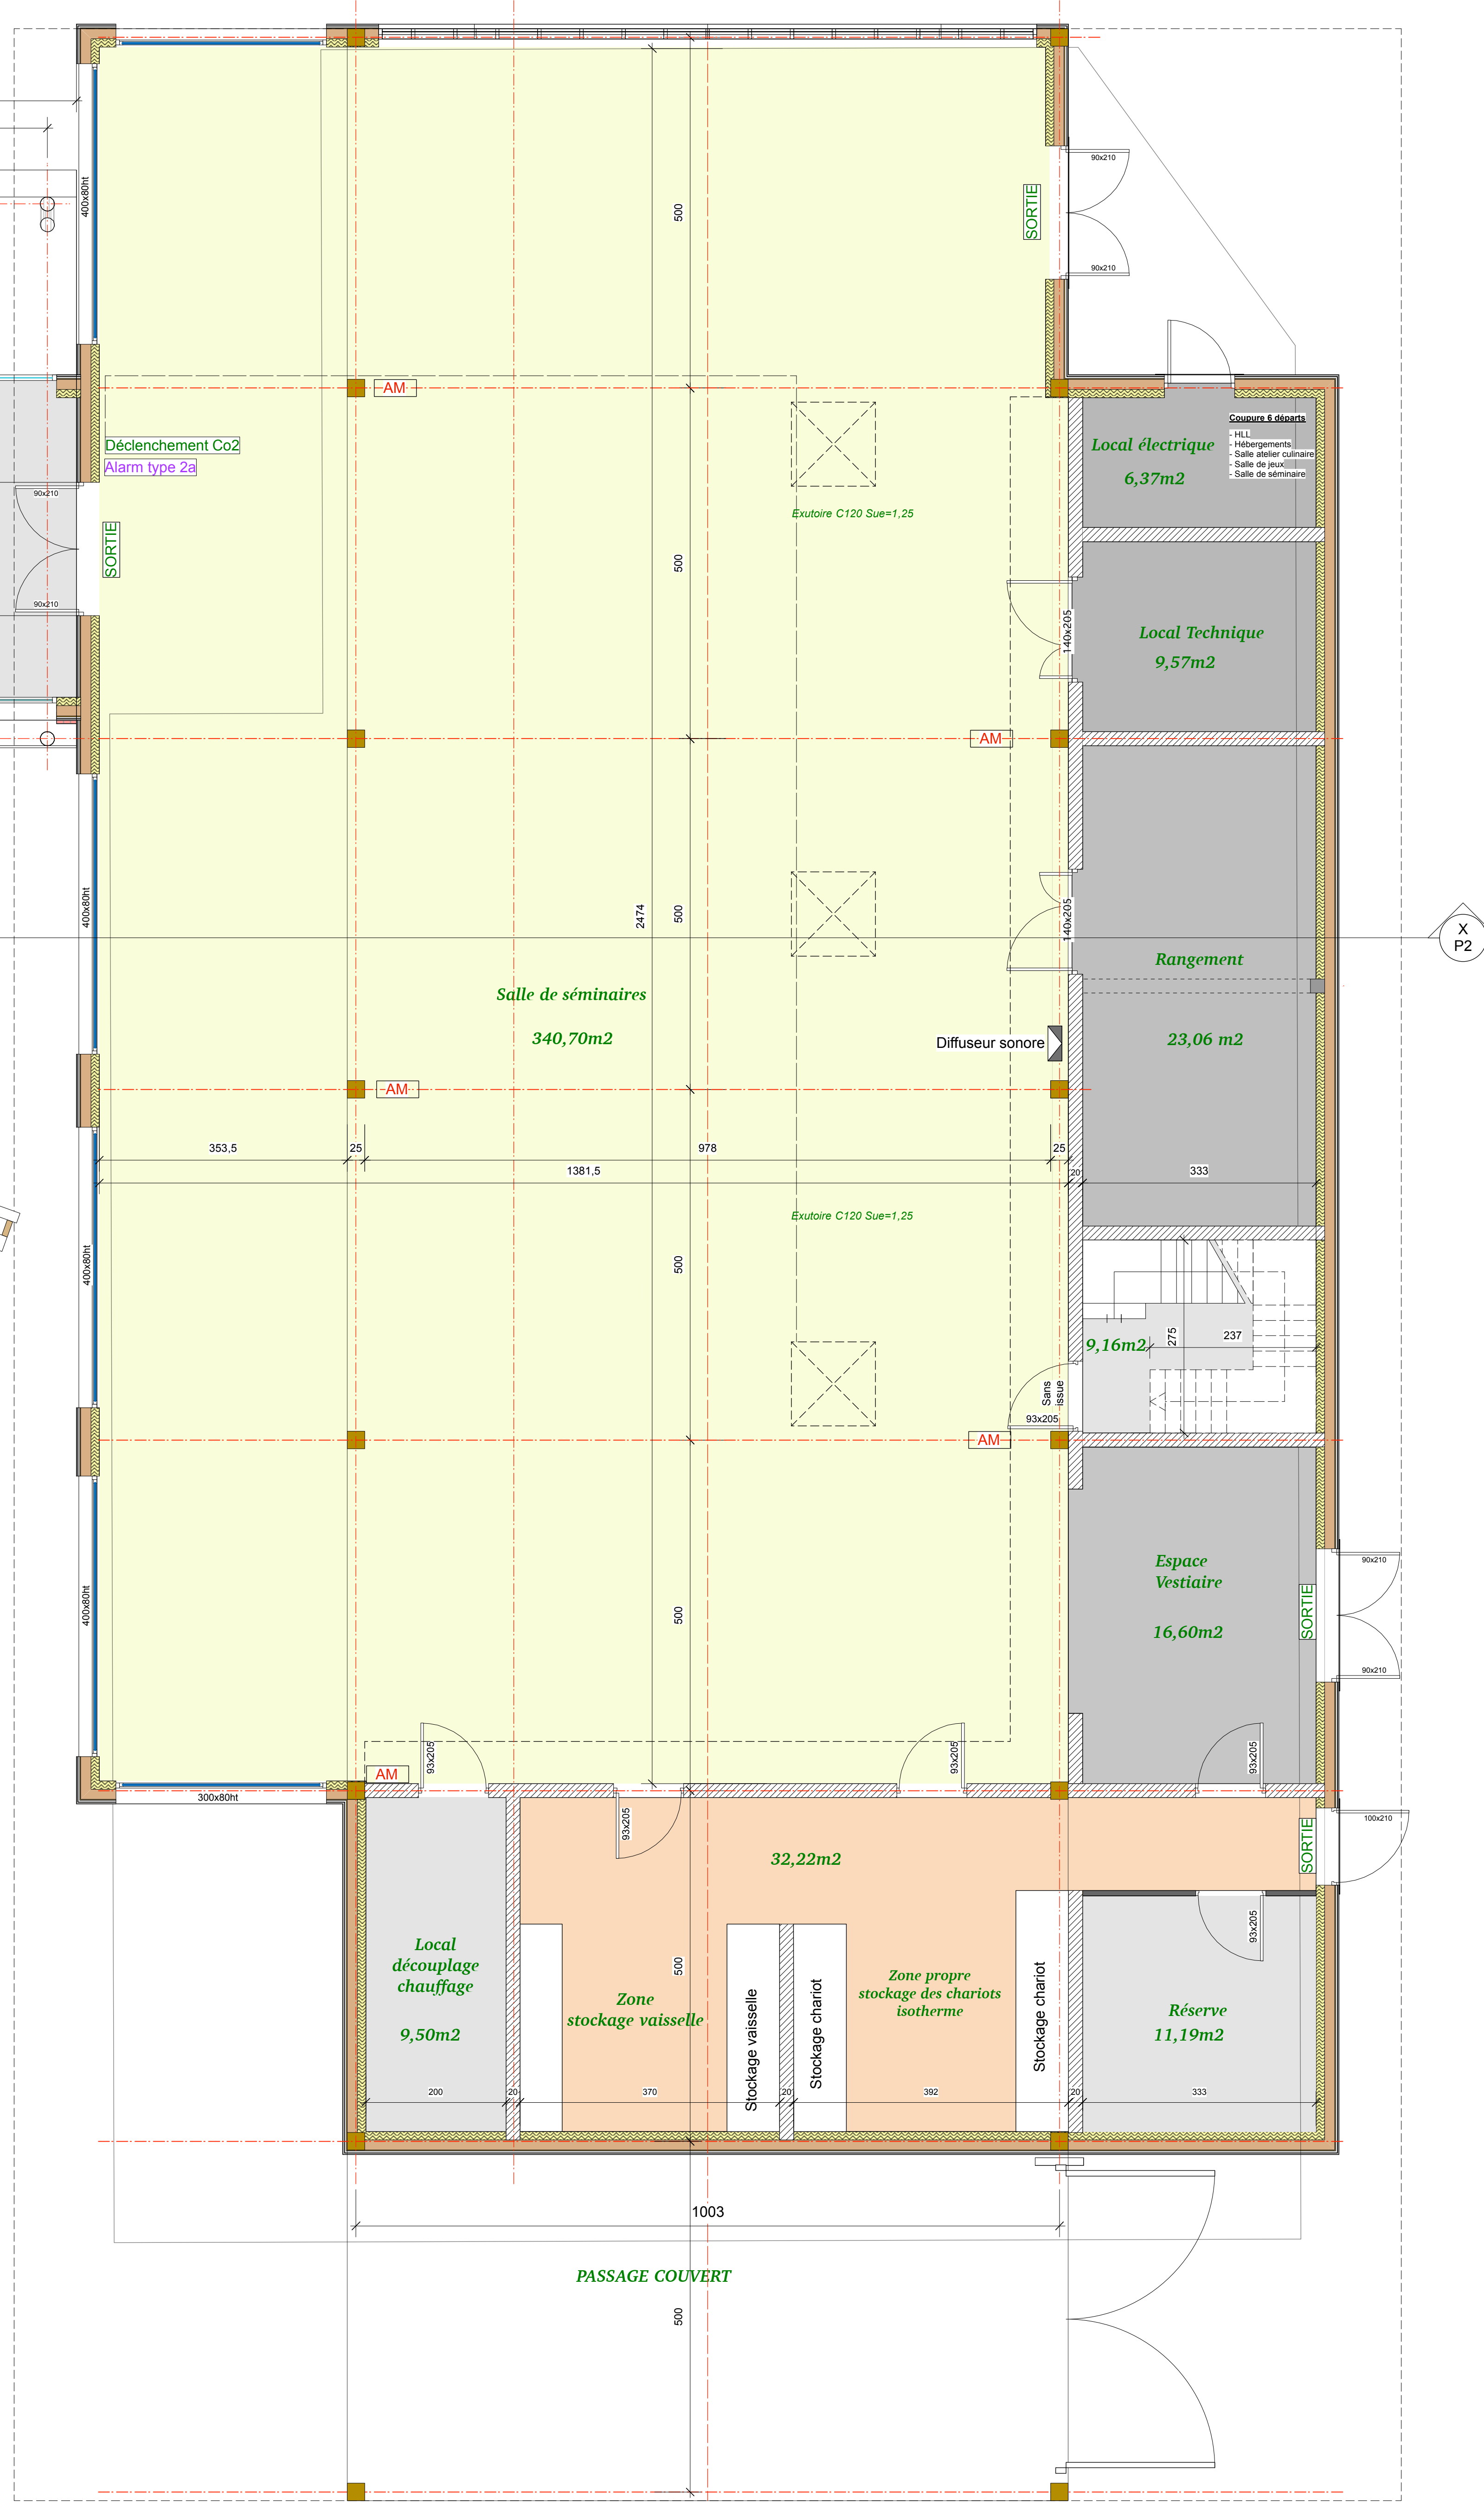 90x210
400x80ht
SORTIE
90x210
AM
Déclenchement Co2
Alarm type 2a
Local électrique
6,37m2
Coupure 6 départs
- HLL
- Hébergements
- Salle atelier culinaire
- Salle de jeux
- Salle de séminaire
500
90x210
Exutoire C120 Sue=1,25
SORTIE
500
90x210
140x205
Local Technique
9,57m2
AM
400x80ht
2474
500
140x205
X
P2
Rangement
Salle de séminaires
340,70m2
Diffuseur sonore
23,06 m2
AM
353,5
25
978
25
1381,5
20
333
Exutoire C120 Sue=1,25
400x80ht
500
9,16m2
275
237
Sans
issue
93x205
AM
Espace
Vestiaire
16,60m2
400x80ht
500
90x210
SORTIE
90x210
93x205
93x205
93x205
AM
300x80ht
93x205
100x210
SORTIE
32,22m2
93x205
Local
découplage
chauffage
9,50m2
500
Zone
stockage vaisselle
Stockage vaisselle
Stockage chariot
Zone propre
stockage des chariots
isotherme
Stockage chariot
Réserve
11,19m2
200
20
370
20
392
20
333
1003
PASSAGE COUVERT
500